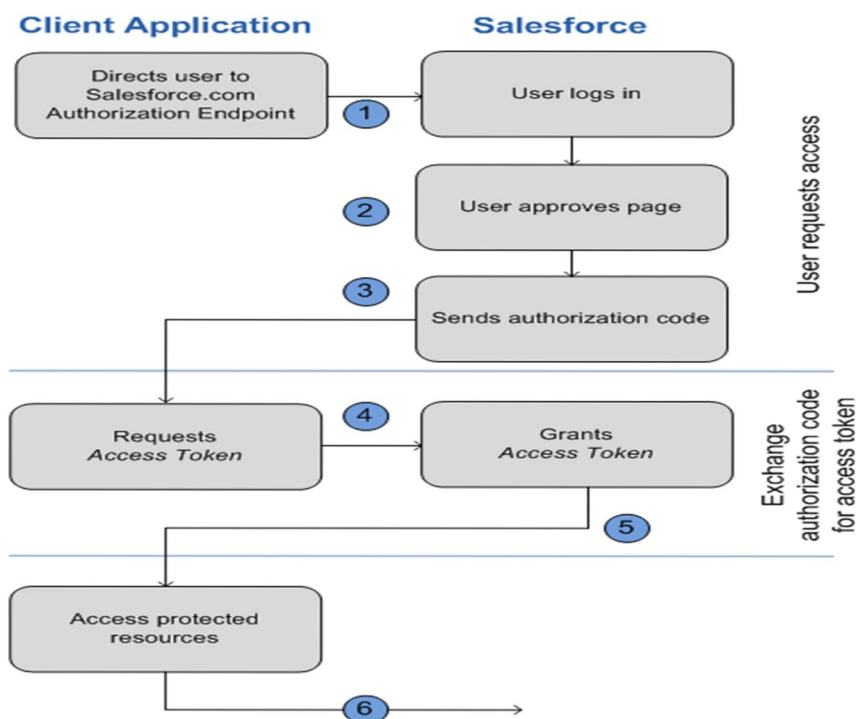 Client Application
Salesforce
Directs user to
Salesforce.com
Authorization Endpoint
1
User logs in
2
User approves page
3
Sends authorization code
User requests access
Requests
Access Token
4
Grants
Access Token
5
Exchange
authorization code
for access token
Access protected
resources
6